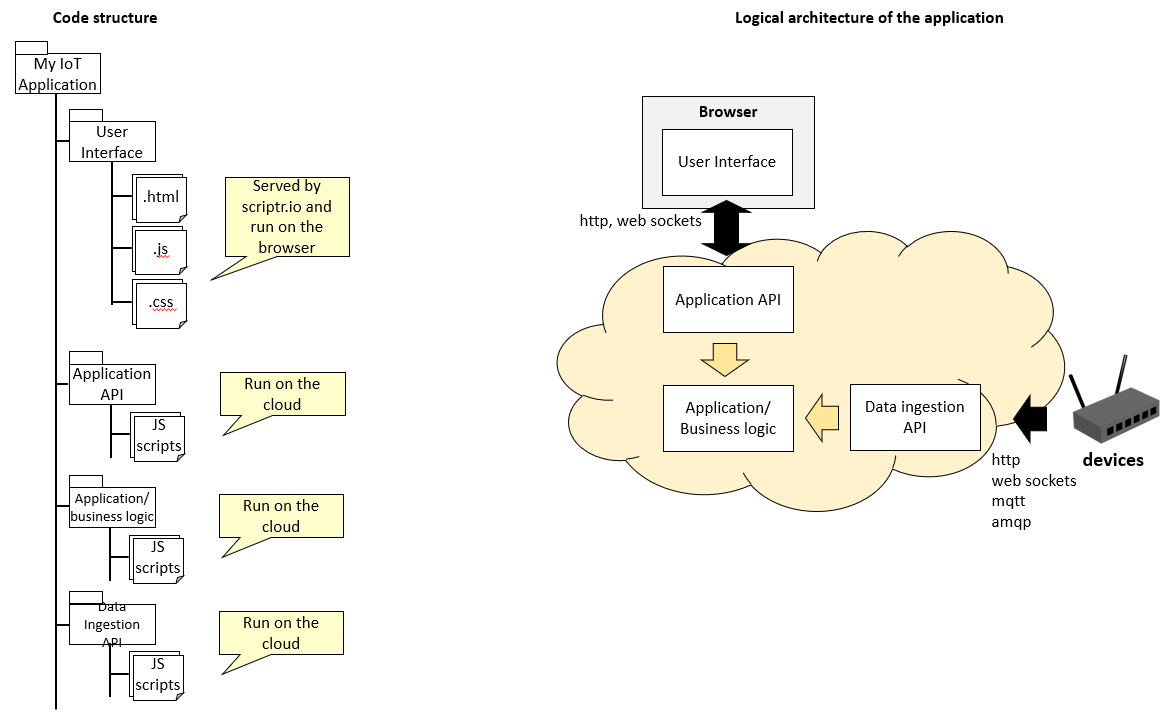 Code structure
My IoT
Application
User
Interface
.html
.js
.css
Served by
scriptr.io and
run on the
browser
Application
API
JS
scripts
Run on the
cloud
Application/
business logic
JS
scripts
Run on the
cloud
Data
Ingestion
API
JS
scripts
Run on the
cloud
Logical architecture of the application
Browser
User Interface
http, web sockets
Application API
Application/
Business logic
Data ingestion
API
devices
http
web sockets
mqtt
amqp